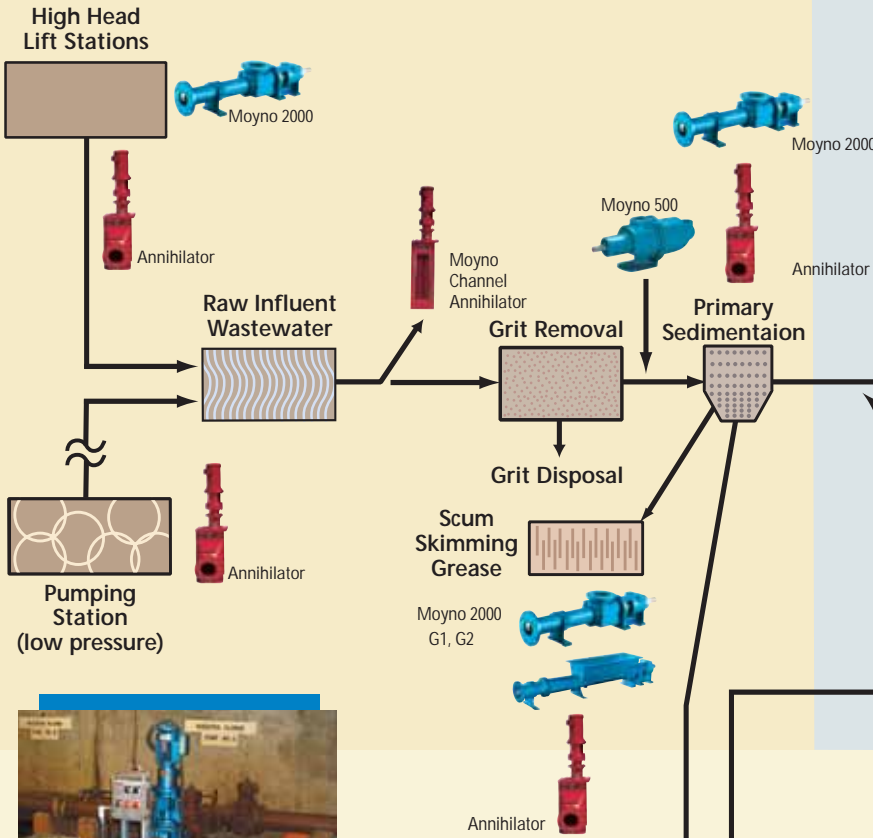 High Head
Lift Stations
Moyno 2000
Moyno 2000
Annihilator
Moyno 500
Annihilator
Moyno
Channel
Annihilator
Raw Influent
Wastewater
Grit Removal
Primary
Sedimentaion
Grit Disposal
Scum
Skimming
Grease
Annihilator
Pumping
Station
(low pressure)
Moyno 2000
G1, G2
Annihilator